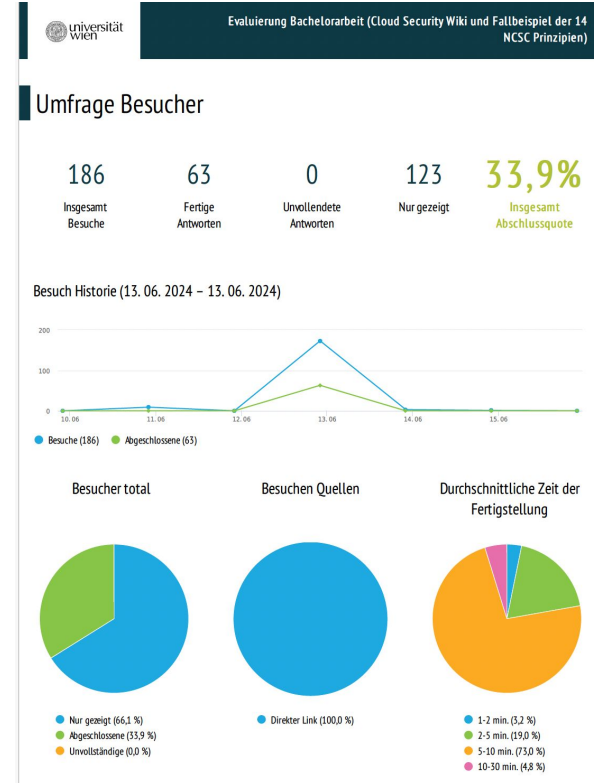 universität
wien
Evaluierung Bachelorarbeit (Cloud Security Wiki und Fallbeispiel der 14
NCSC Prinzipien)
Umfrage Besucher
186
63
0
123
33,9%
Insgesamt
Besuche
Fertige
Antworten
Unvollendete
Antworten
Nur gezeigt
Insgesamt
Abschlussquote
Besuch Historie (13. 06. 2024 – 13. 06. 2024)
200
100
0
10.06
11.06
12.06
13.06
14.06
15.06
Besuche (186)
Abgeschlossene (63)
Besucher total
Besuchen Quellen
Durchschnittliche Zeit der
Fertigstellung
Nur gezeigt (66,1 %)
Abgeschlossene (33,9 %)
Unvollständige (0,0 %)
Direkter Link (100,0 %)
1-2 min. (3,2 %)
2-5 min. (19,0 %)
5-10 min. (73,0 %)
10-30 min. (4,8 %)